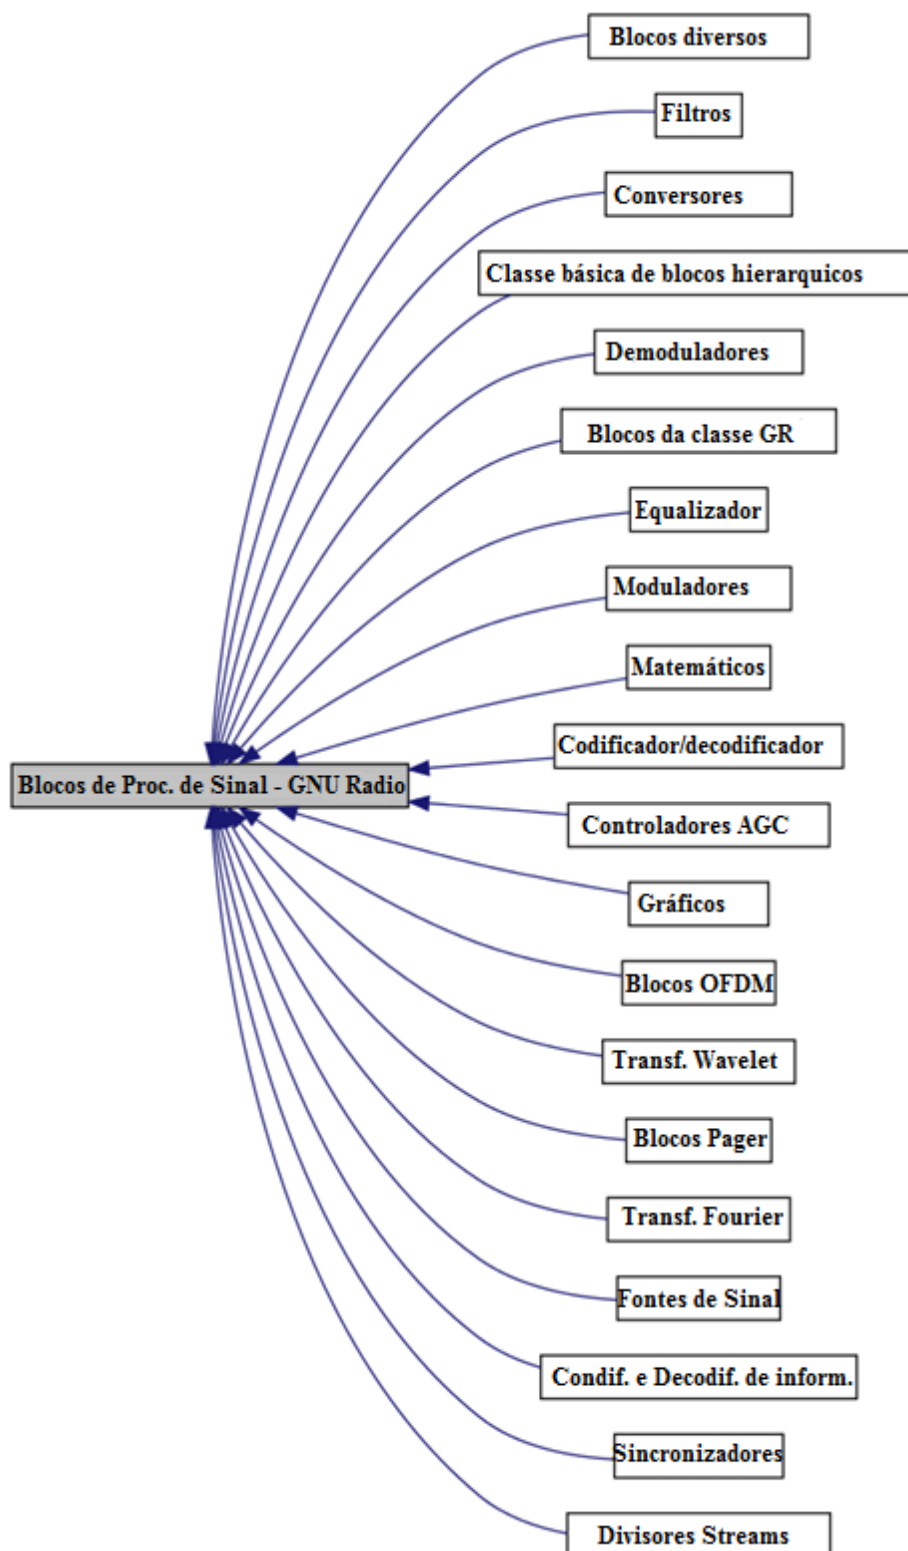 Blocos diversos
Filtros
Conversores
Classe básica de blocos hierarquicos
Demoduladores
Blocos da classe GR
Equalizador
Moduladores
Matemáticos
Codificador/decodificador
Blocos de Proc. de Sinal - GNU Radio
Controladores AGC
Gráficos
Blocos OFDM
Transf. Wavelet
Blocos Pager
Transf. Fourier
Fontes de Sinal
Condif. e Decodif. de inform.
Sincronizadores
Divisores Streams